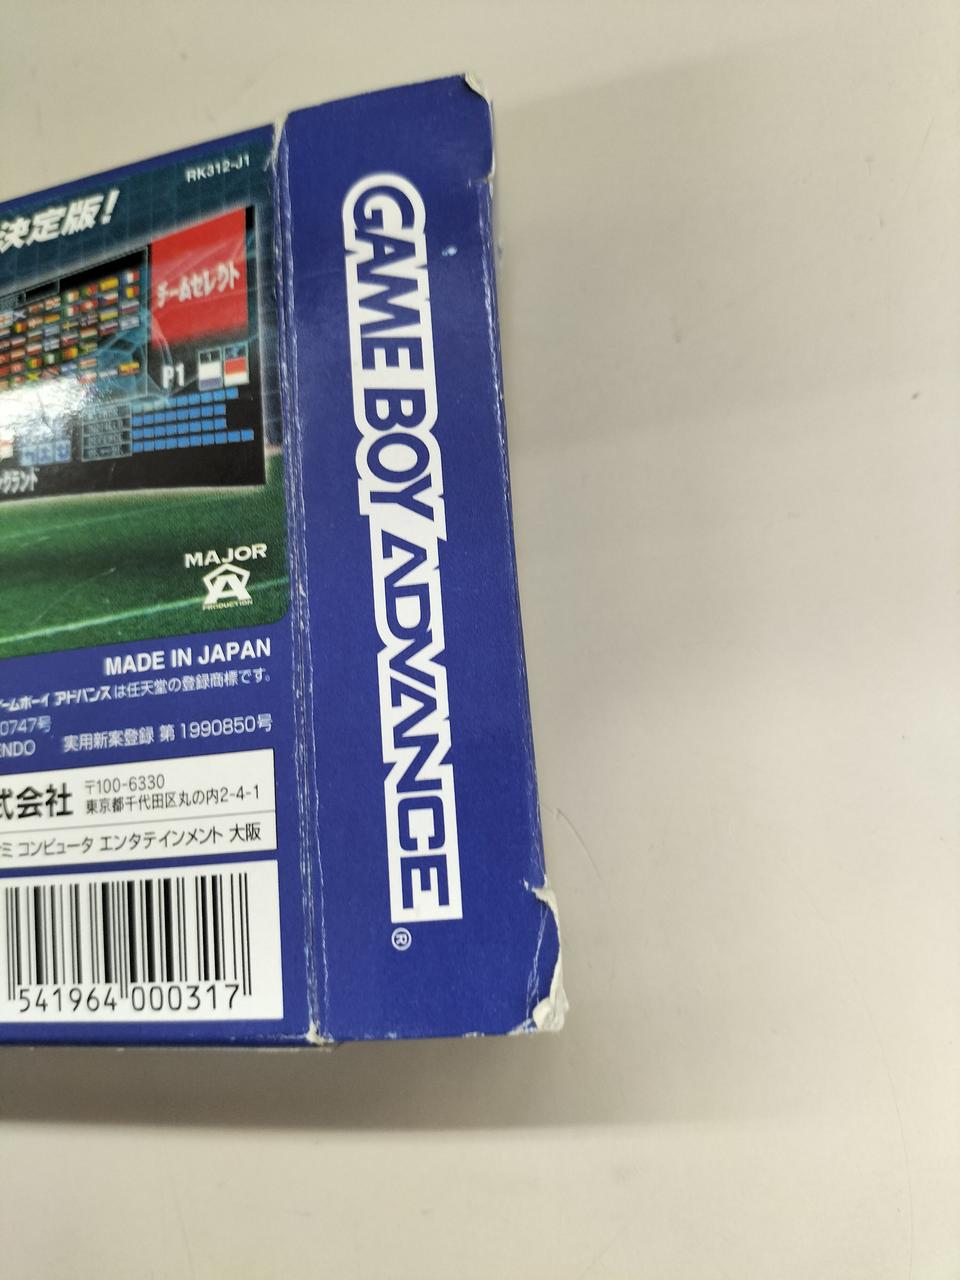 RK312-J1
決定版!
チームセレクト
P1
グランド
MAJOR
A
PRODUCTION
MADE IN JAPAN
ームボーイ アドバンスは任天堂の登録商標です。
0747号
ENDO 実用新案登録 第1990850号
式会社 〒100-6330
東京都千代田区丸の内2-4-1
ミ コンピュータ エンタテインメント 大阪
541964 000317
GAME BOY ADVANCE®